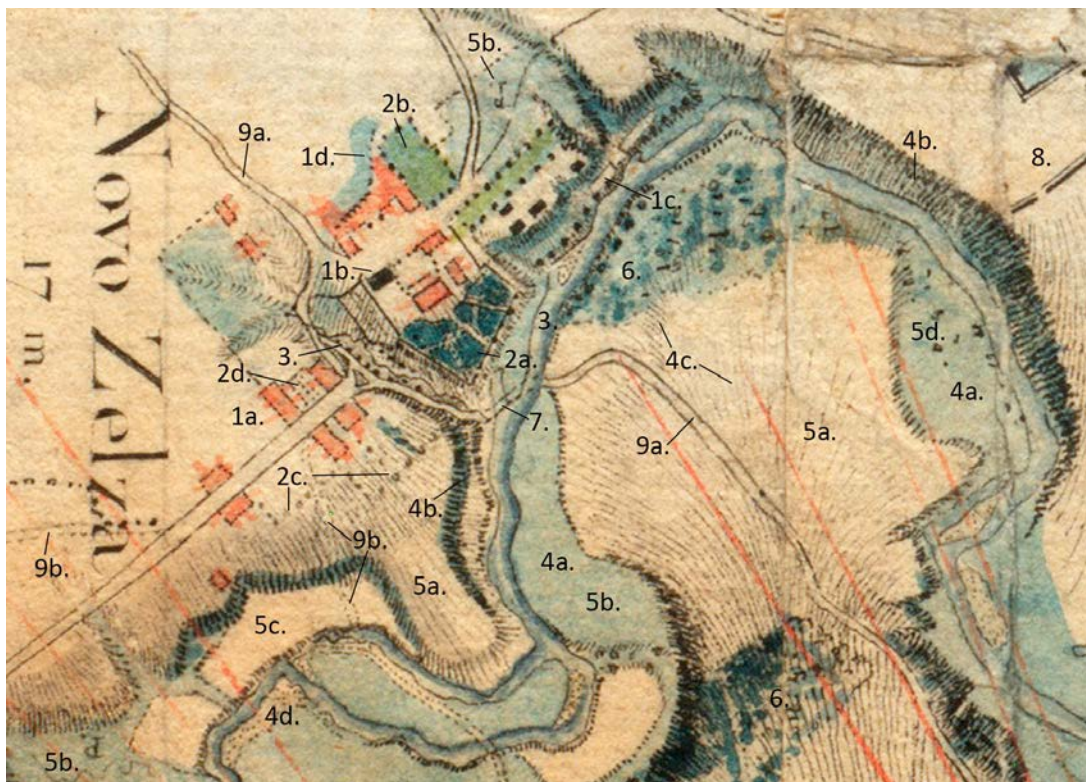 5b.
2b.
9a.
1d.
4b.
8.
1c.
1b.
6.
5d.
3.
3.
2a.
4c.
4a.
2d.
1a.
7.
5a.
9a.
2c.
4b.
9b.
9b.
4a.
5a.
5b.
5c.
6.
4d.
5b.
Novo Zelza
17 m.